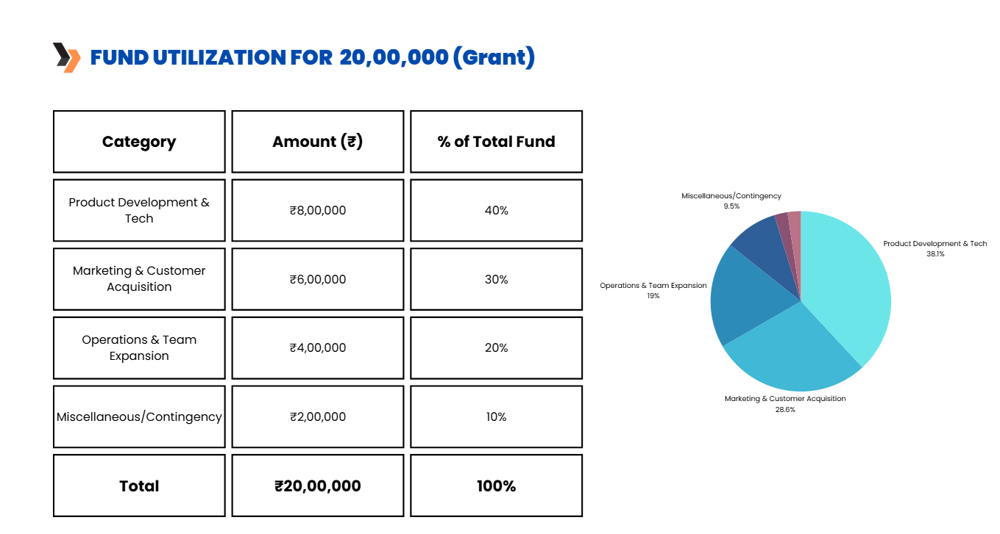 FUND UTILIZATION FOR 20,00,000 (Grant)
Category
Amount (₹)
% of Total Fund
Product Development &
Tech
₹8,00,000
40%
Marketing & Customer
Acquisition
₹6,00,000
30%
Operations & Team
Expansion
₹4,00,000
20%
Miscellaneous/Contingency
₹2,00,000
10%
Total
₹20,00,000
100%
Miscellaneous/Contingency
9.5%
Product Development & Tech
38.1%
Operations & Team Expansion
19%
Marketing & Customer Acquisition
28.6%